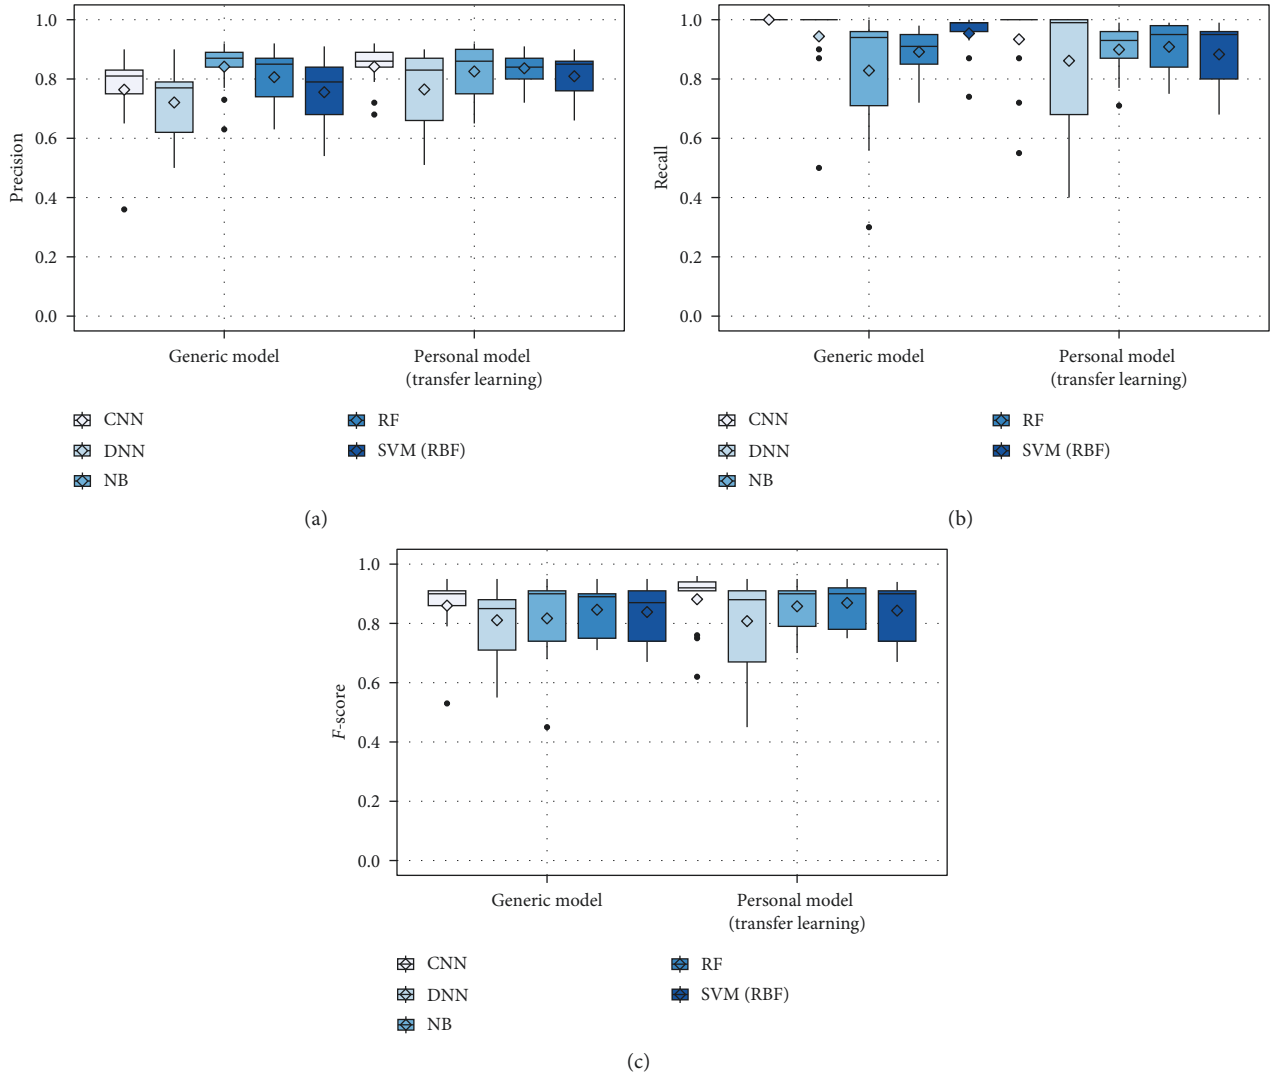 1.0
0.8
0.6
0.4
0.2
0.0
Precision
Generic model
Personal model
(transfer learning)
CNN
DNN
NB
RF
SVM (RBF)
(a)
1.0
0.8
0.6
0.4
0.2
0.0
Recall
Generic model
Personal model
(transfer learning)
CNN
DNN
NB
RF
SVM (RBF)
(b)
1.0
0.8
0.6
0.4
0.2
0.0
F-score
Generic model
Personal model
(transfer learning)
CNN
DNN
NB
RF
SVM (RBF)
(c)